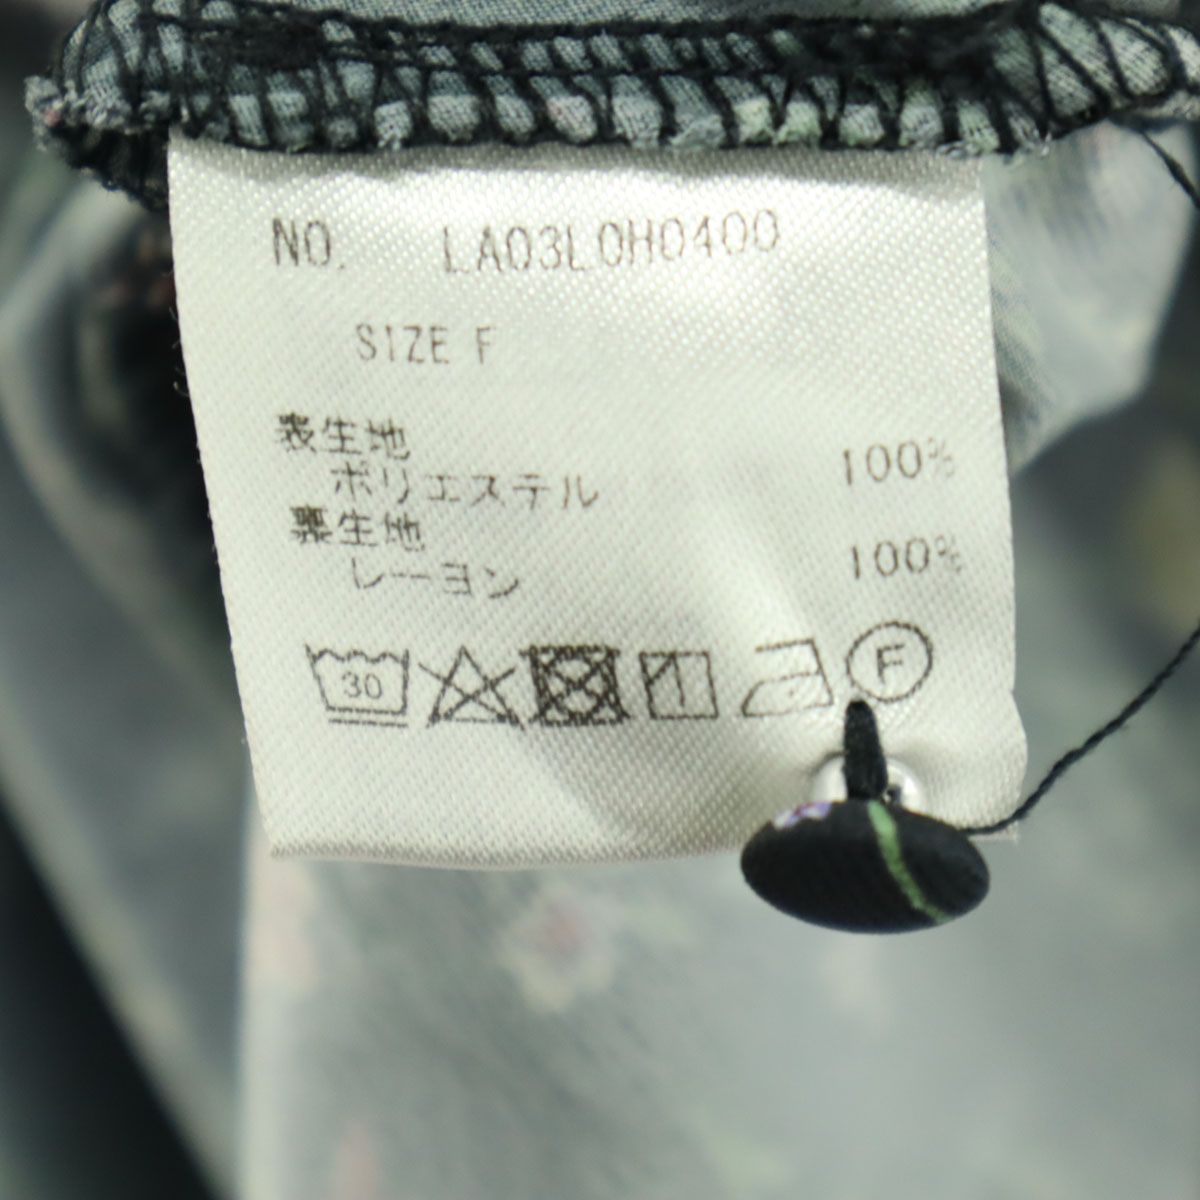 NO. LA03L0H0400
SIZE F
表生地
ポリエステル 100%
裏生地
レーヨン 100%
30 F